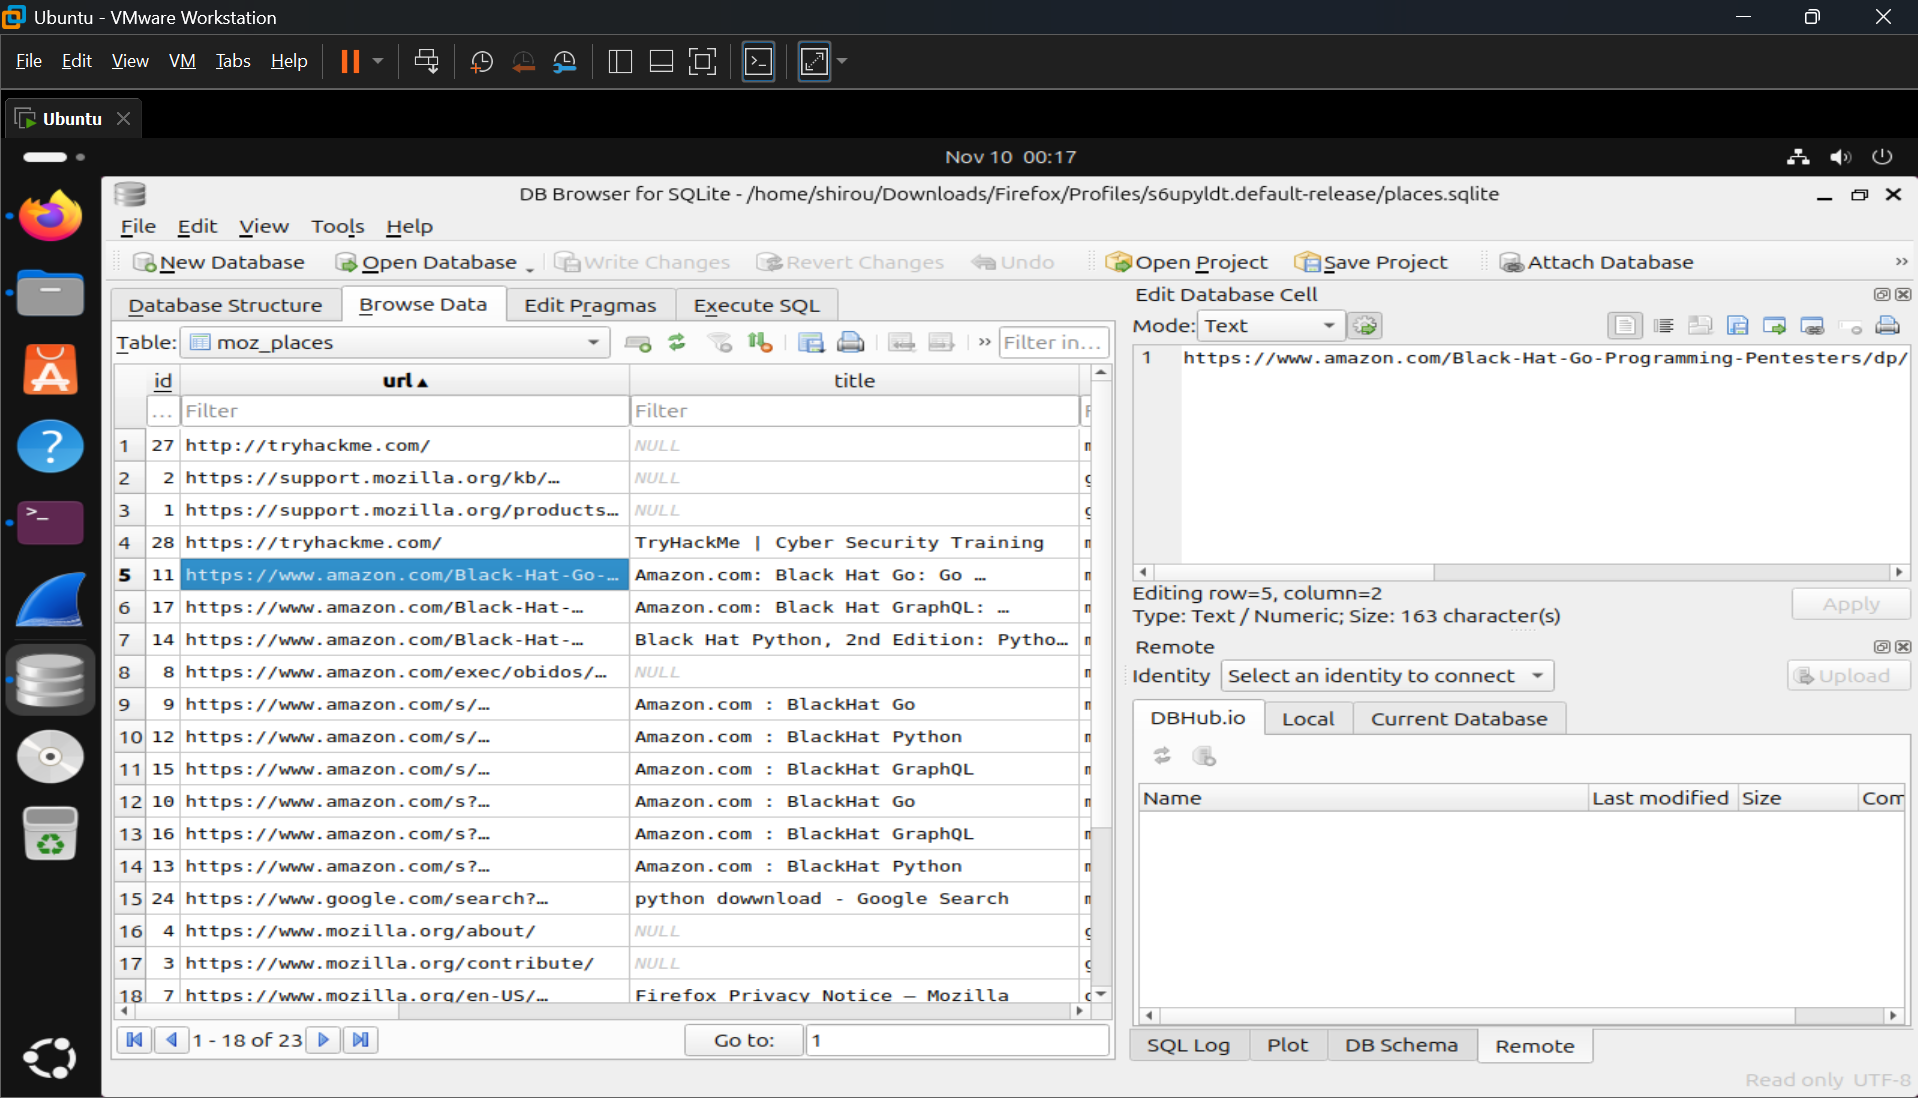 Ubuntu - VMware Workstation
File Edit View VM Tabs Help
Ubuntu
Nov 10 00:17
DB Browser for SQLite - /home/shirou/Downloads/Firefox/Profiles/s6upyldt.default-release/places.sqlite
File Edit View Tools Help
New Database Open Database Write Changes Revert Changes Undo Open Project Save Project Attach Database »
Database Structure Browse Data Edit Pragmas Execute SQL
Table: moz_places » Filter in...
id url title
... Filter Filter
1 27 http://tryhackme.com/ NULL
2 2 https://support.mozilla.org/kb/… NULL
3 1 https://support.mozilla.org/products… NULL
4 28 https://tryhackme.com/ TryHackMe | Cyber Security Training
5 11 https://www.amazon.com/Black-Hat-Go-… Amazon.com: Black Hat Go: Go …
6 17 https://www.amazon.com/Black-Hat-… Amazon.com: Black Hat GraphQL: …
7 14 https://www.amazon.com/Black-Hat-… Black Hat Python, 2nd Edition: Pytho…
8 8 https://www.amazon.com/exec/obidos/… NULL
9 9 https://www.amazon.com/s/… Amazon.com : BlackHat Go
10 12 https://www.amazon.com/s/… Amazon.com : BlackHat Python
11 15 https://www.amazon.com/s/… Amazon.com : BlackHat GraphQL
12 10 https://www.amazon.com/s?… Amazon.com : BlackHat Go
13 16 https://www.amazon.com/s?… Amazon.com : BlackHat GraphQL
14 13 https://www.amazon.com/s?… Amazon.com : BlackHat Python
15 24 https://www.google.com/search?… python dowwnload - Google Search
16 4 https://www.mozilla.org/about/ NULL
17 3 https://www.mozilla.org/contribute/ NULL
18 7 https://www.mozilla.org/en-US/… Firefox Privacy Notice — Mozilla
1 - 18 of 23 Go to: 1
Edit Database Cell
Mode: Text
1 https://www.amazon.com/Black-Hat-Go-Programming-Pentesters/dp/
Editing row=5, column=2
Type: Text / Numeric; Size: 163 character(s)
Apply
Remote
Identity Select an identity to connect Upload
DBHub.io Local Current Database
Name Last modified Size Com
SQL Log Plot DB Schema Remote
Read only UTF-8